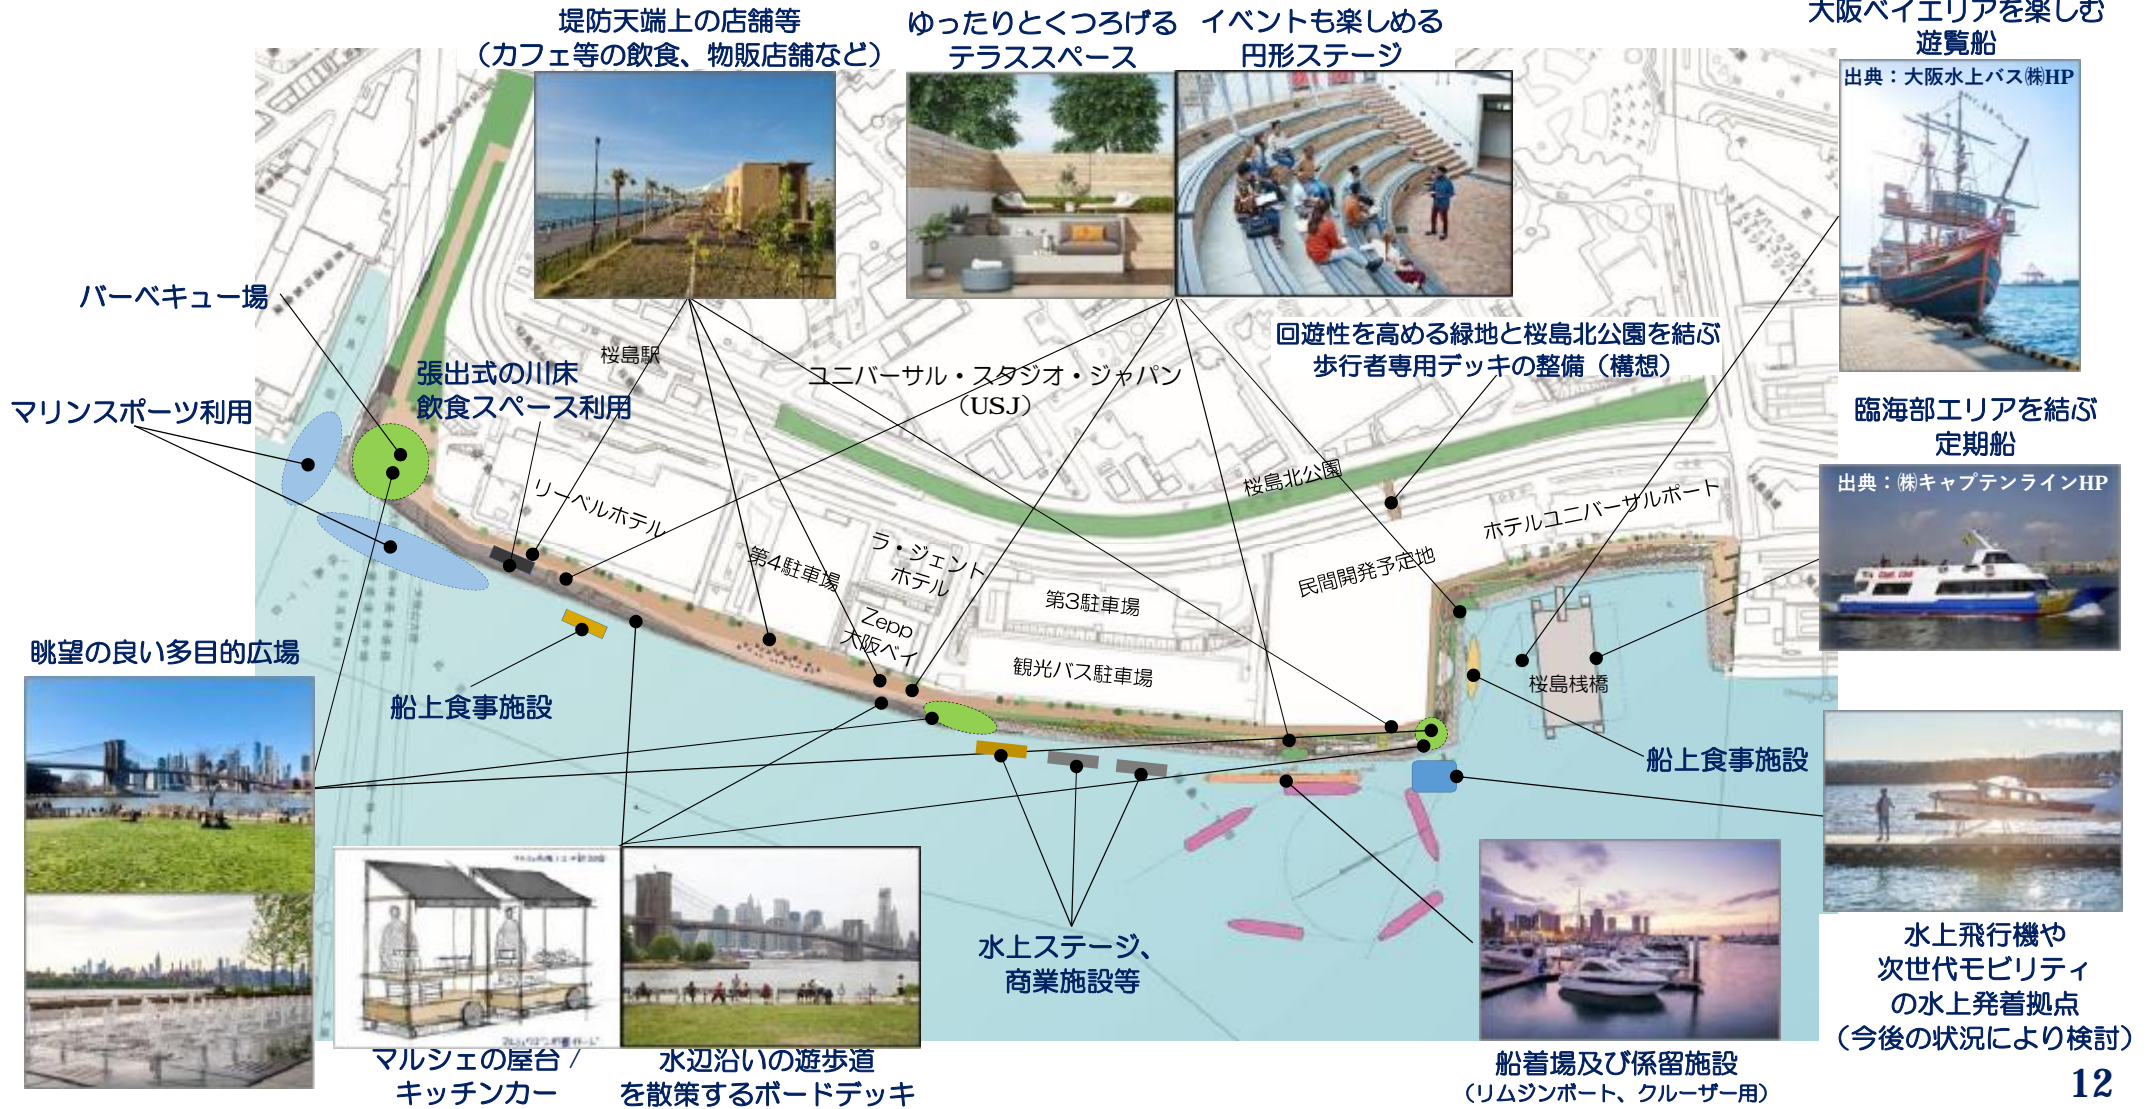 堤防天端上の店舗等
（カフェ等の飲食、物販店舗など）
ゆったりとくつろげる
テラススペース
イベントも楽しめる
円形ステージ
大阪ベイエリアを楽しむ
遊覧船
出典：大阪水上バス㈱HP
バーベキュー場
マリンスポーツ利用
張出式の川床
飲食スペース利用
桜島駅
ユニバーサル・スタジオ・ジャパン
（USJ）
回遊性を高める緑地と桜島北公園を結ぶ
歩行者専用デッキの整備（構想）
臨海部エリアを結ぶ
定期船
出典：㈱キャプテンラインHP
桜島北公園
ホテルユニバーサルポート
リーベルホテル
第4駐車場
ラ・ジェント
ホテル
第3駐車場
民間開発予定地
Zepp
大阪ベイ
観光バス駐車場
桜島桟橋
眺望の良い多目的広場
船上食事施設
船上食事施設
水上ステージ、
商業施設等
マルシェの屋台 /
キッチンカー
水辺沿いの遊歩道
を散策するボードデッキ
船着場及び係留施設
（リムジンボート、クルーザー用）
水上飛行機や
次世代モビリティ
の水上発着拠点
（今後の状況により検討）
12